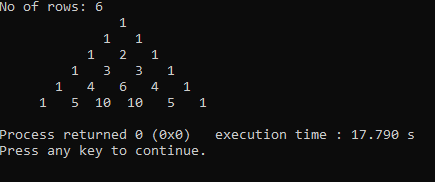 No of rows: 6
1
1 1
1 2 1
1 3 3 1
1 4 6 4 1
1 5 10 10 5 1
Process returned 0 (0x0) execution time : 17.790 s
Press any key to continue.